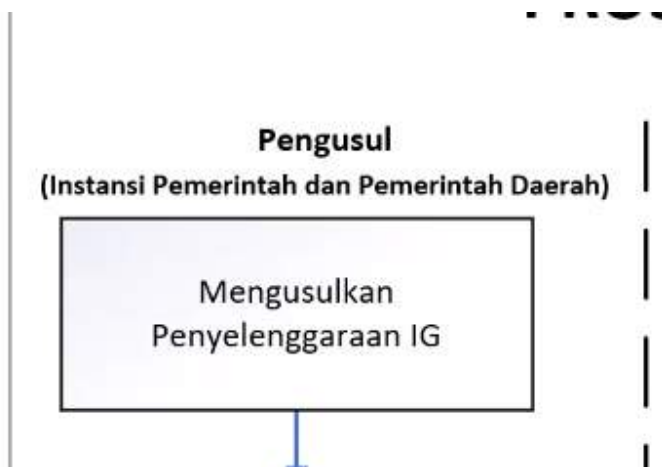 Pengusul
(Instansi Pemerintah dan Pemerintah Daerah)
Mengusulkan
Penyelenggaraan IG